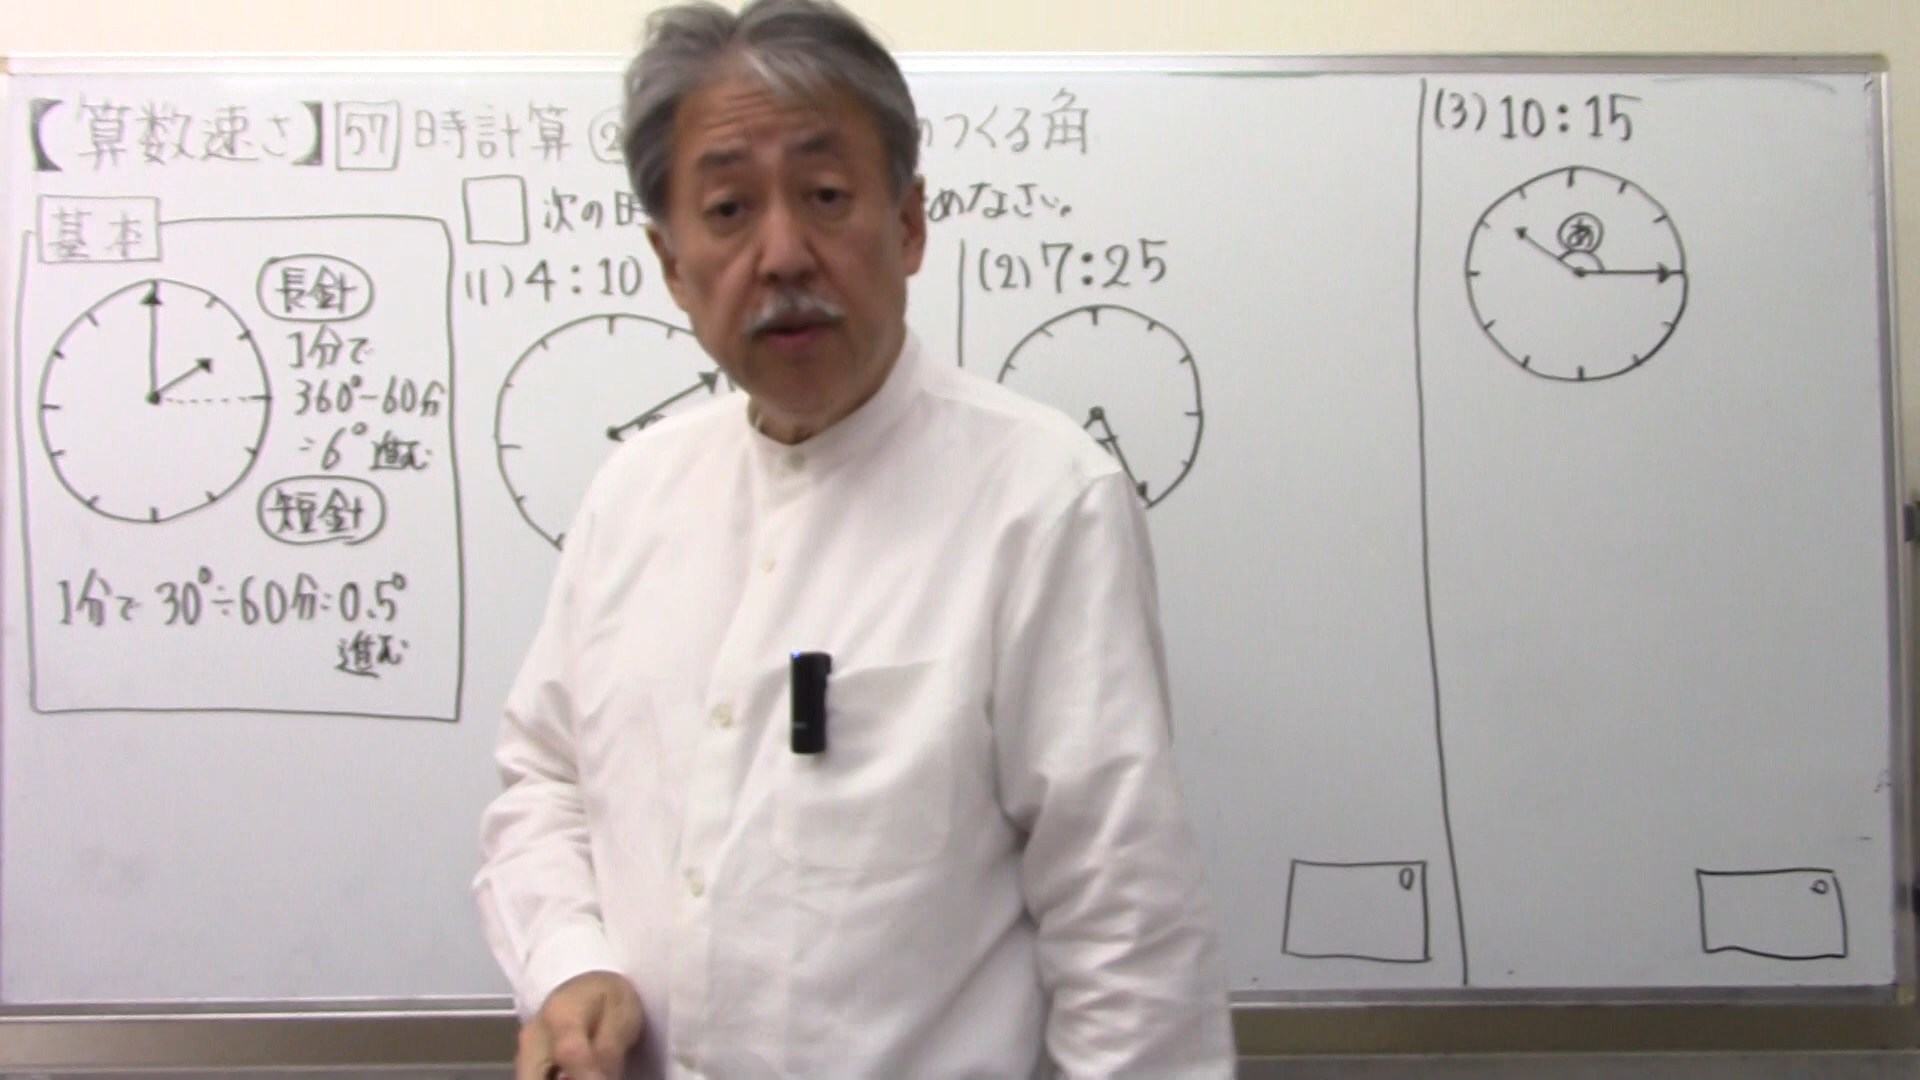 【算数速さ】57 時計算 ② のつくる角
基本
長針
1分で
360°-60分
=6°進む
短針
1分で 30°÷60分=0.5°
進む
次の時 めなさい。
(1) 4:10
(2) 7:25
°
(3) 10:15
あ
°